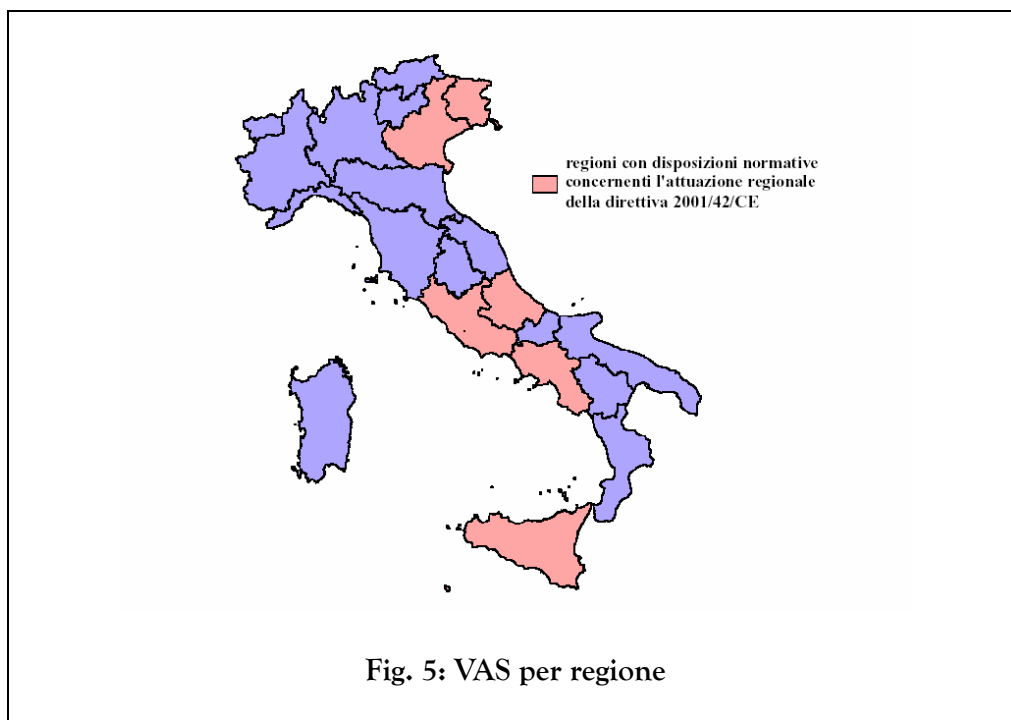 regioni con disposizioni normative
concernenti l'attuazione regionale
della direttiva 2001/42/CE
Fig. 5: VAS per regione